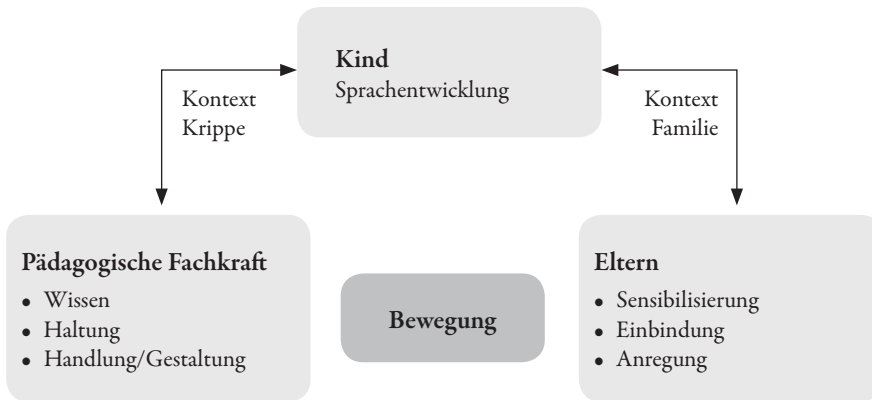 Kind
Sprachentwicklung
Kontext
Krippe
Kontext
Familie
Pädagogische Fachkraft
• Wissen
• Haltung
• Handlung/Gestaltung
Bewegung
Eltern
• Sensibilisierung
• Einbindung
• Anregung